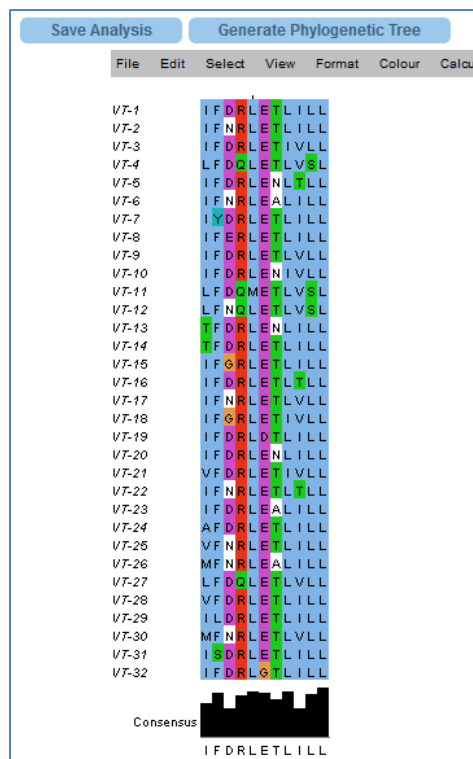 Save Analysis Generate Phylogenetic Tree
File Edit Select View Format Colour Calcu
VT-1 IFDRLETLILL
VT-2 IFNRLETLILL
VT-3 IFDRLETIVLL
VT-4 LFDQLETLVSL
VT-5 IFDRLENLTLL
VT-6 IFNRLEALILL
VT-7 IYDRLETLILL
VT-8 IFERLETLILL
VT-9 IFDRLETLVLL
VT-10 IFDRLENIVLL
VT-11 LFDQMETLVSL
VT-12 LFNQLETLVSL
VT-13 TFDRLENLILL
VT-14 TFDRLETLILL
VT-15 IFGRLETLILL
VT-16 IFDRLETLTLL
VT-17 IFNRLETLVLL
VT-18 IFGRLETLVLL
VT-19 IFDRLDTLILL
VT-20 IFDRLENLILL
VT-21 VFDRLETIVLL
VT-22 IFNRLETLTLL
VT-23 IFDRLEALILL
VT-24 AFDRLETLILL
VT-25 VFNRLETLILL
VT-26 MFNRLEALILL
VT-27 LFDQLETLVLL
VT-28 VFDRLETLILL
VT-29 ILDRLETLILL
VT-30 MFNRLETLVLL
VT-31 ISDRLETLILL
VT-32 IFDRLGTLILL
Consensus
IFDRLETLILL